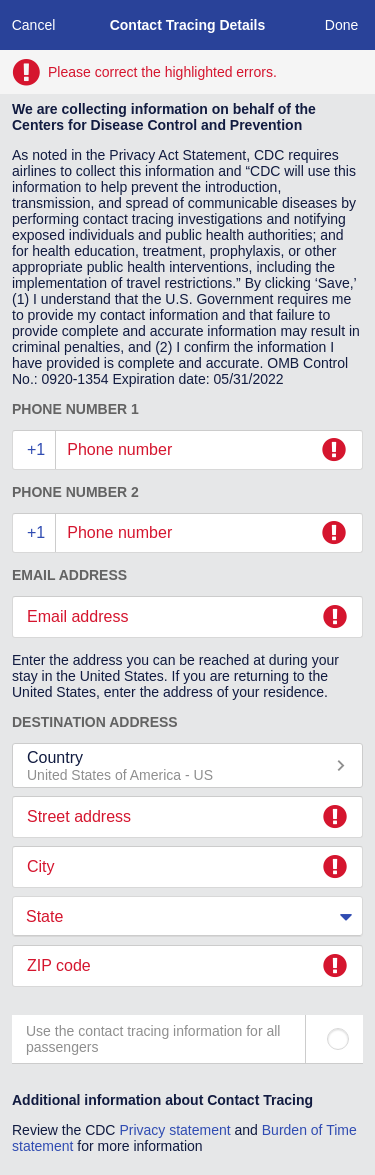 Cancel Contact Tracing Details Done
Please correct the highlighted errors.
We are collecting information on behalf of the
Centers for Disease Control and Prevention
As noted in the Privacy Act Statement, CDC requires
airlines to collect this information and “CDC will use this
information to help prevent the introduction,
transmission, and spread of communicable diseases by
performing contact tracing investigations and notifying
exposed individuals and public health authorities; and
for health education, treatment, prophylaxis, or other
appropriate public health interventions, including the
implementation of travel restrictions.” By clicking ‘Save,’
(1) I understand that the U.S. Government requires me
to provide my contact information and that failure to
provide complete and accurate information may result in
criminal penalties, and (2) I confirm the information I
have provided is complete and accurate. OMB Control
No.: 0920-1354 Expiration date: 05/31/2022
PHONE NUMBER 1
+1 Phone number
PHONE NUMBER 2
+1 Phone number
EMAIL ADDRESS
Email address
Enter the address you can be reached at during your
stay in the United States. If you are returning to the
United States, enter the address of your residence.
DESTINATION ADDRESS
Country
United States of America - US
Street address
City
State
ZIP code
Use the contact tracing information for all
passengers
Additional information about Contact Tracing
Review the CDC Privacy statement and Burden of Time
statement for more information